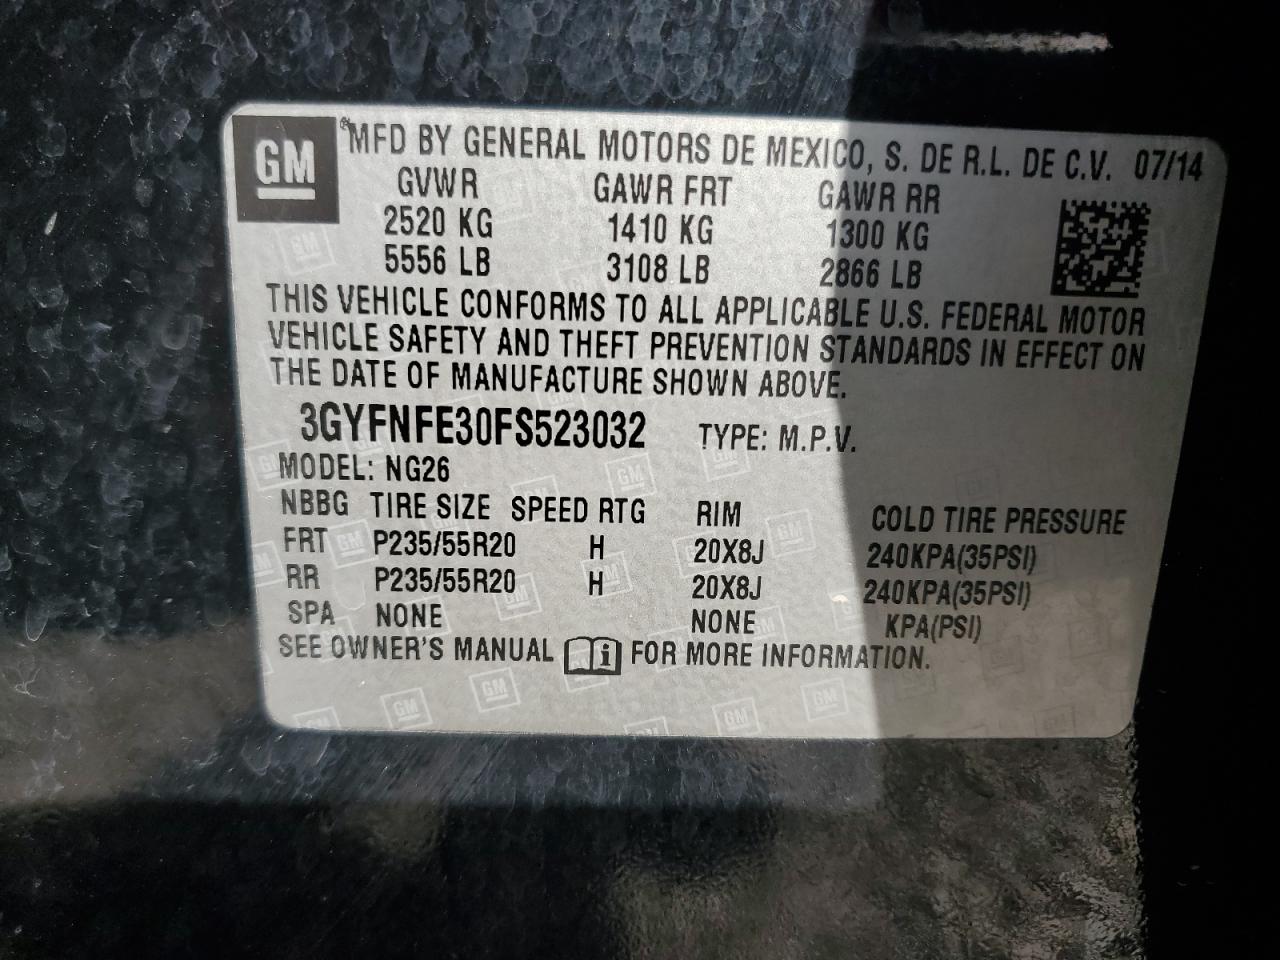 GM
MFD BY GENERAL MOTORS DE MEXICO, S. DE R.L. DE C.V. 07/14
GVWR GAWR FRT GAWR RR
2520 KG 1410 KG 1300 KG
5556 LB 3108 LB 2866 LB
THIS VEHICLE CONFORMS TO ALL APPLICABLE U.S. FEDERAL MOTOR
VEHICLE SAFETY AND THEFT PREVENTION STANDARDS IN EFFECT ON
THE DATE OF MANUFACTURE SHOWN ABOVE.
3GYFNFE30FS523032 TYPE: M.P.V.
MODEL: NG26
NBBG TIRE SIZE SPEED RTG RIM COLD TIRE PRESSURE
FRT P235/55R20 H 20X8J 240KPA(35PSI)
RR P235/55R20 H 20X8J 240KPA(35PSI)
SPA NONE NONE KPA(PSI)
SEE OWNER'S MANUAL i FOR MORE INFORMATION.